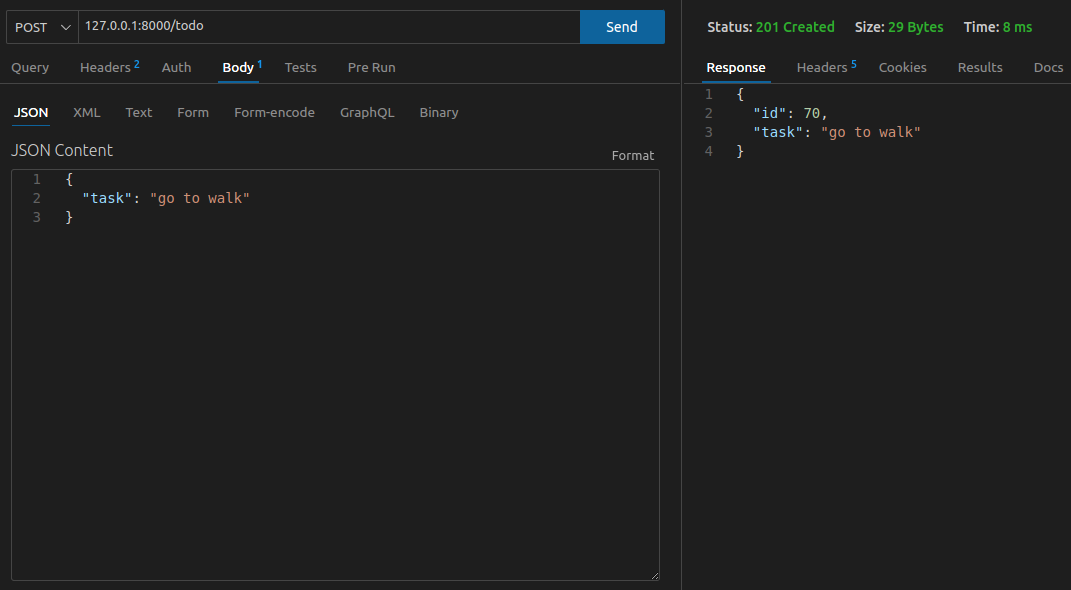 POST 127.0.0.1:8000/todo Send
Query Headers 2 Auth Body 1 Tests Pre Run
JSON XML Text Form Form-encode GraphQL Binary
JSON Content
Format
1 {
2 "task": "go to walk"
3 }
Status: 201 Created Size: 29 Bytes Time: 8 ms
Response Headers 5 Cookies Results Docs
1 {
2 "id": 70,
3 "task": "go to walk"
4 }